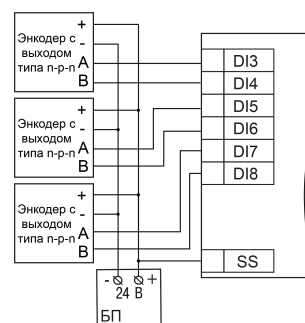 Энкодер с
выходом
типа n-p-n
+
-
A
B
Энкодер с
выходом
типа n-p-n
+
-
A
B
Энкодер с
выходом
типа n-p-n
+
-
A
B
DI3
DI4
DI5
DI6
DI7
DI8
SS
- +
24 В
БП